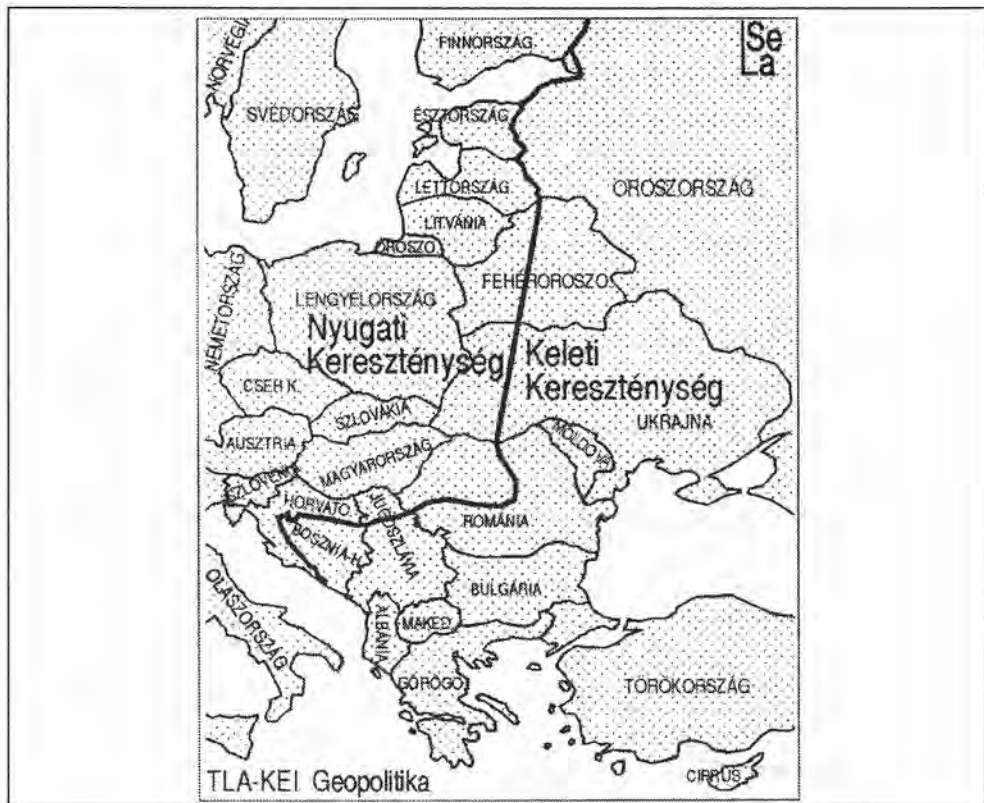 NORVÉGIA
FINNORSZÁG
Se
La
SVÉDORSZÁG
ÉSZTORSZÁG
LETTORSZÁG
OROSZORSZÁG
LITVÁNIA
OROSZO.
FEHÉROROSZO.
NÉMETORSZÁG
LENGYELORSZÁG
Nyugati
Kereszténység
Keleti
Kereszténység
CSEH K.
UKRAJNA
SZLOVÁKIA
AUSZTRIA
MOLDOVA
MAGYARORSZÁG
SZLOVÉNO.
HORVÁTO.
JUGOSZLÁVIA
ROMÁNIA
BOSZNIA-H.
BULGÁRIA
OLASZORSZÁG
ALBÁNIA
MAKED.
GÖRÖGO.
TÖRÖKORSZÁG
CIPRUS
TLA-KEI Geopolitika